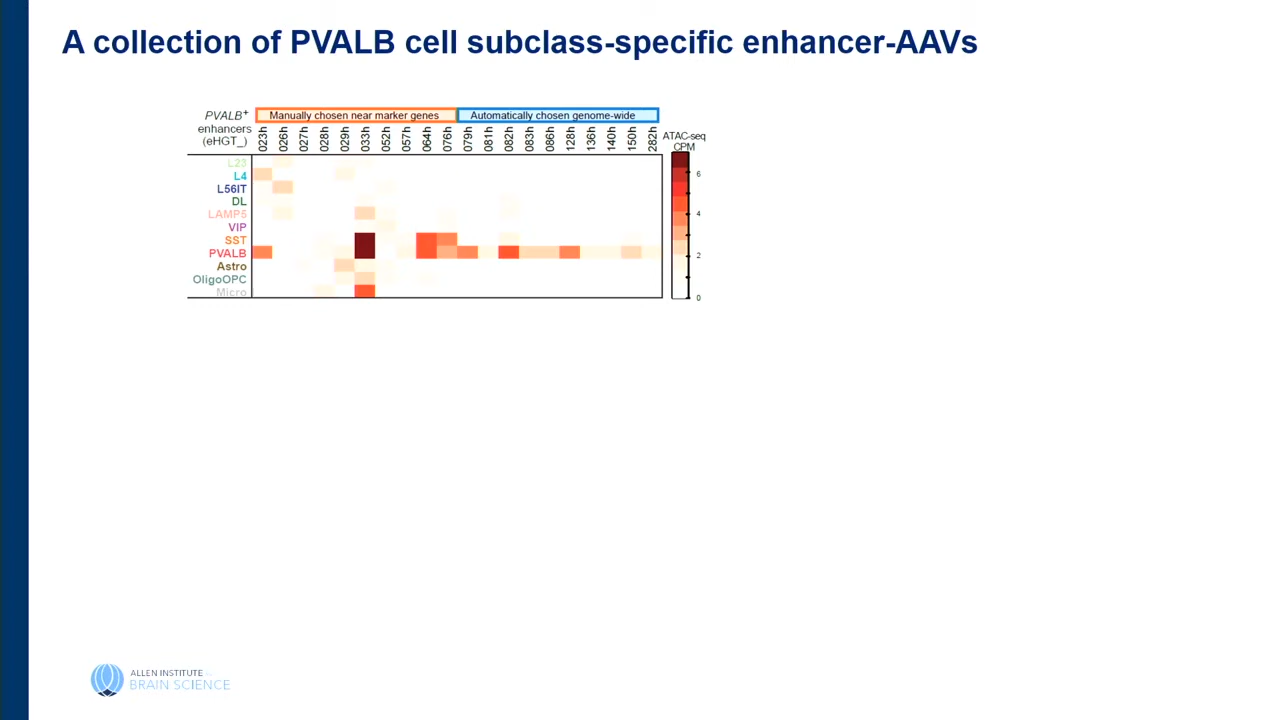 A collection of PVALB cell subclass-specific enhancer-AAVs
PVALB+
enhancers
(eHGT_)
Manually chosen near marker genes
Automatically chosen genome-wide
023h
026h
027h
028h
029h
033h
052h
057h
064h
076h
079h
081h
082h
083h
086h
128h
136h
140h
150h
282h
ATAC-seq
CPM
L23
L4
L56IT
DL
LAMP5
VIP
SST
PVALB
Astro
OligoOPC
Micro
6
4
2
0
ALLEN INSTITUTE
BRAIN SCIENCE